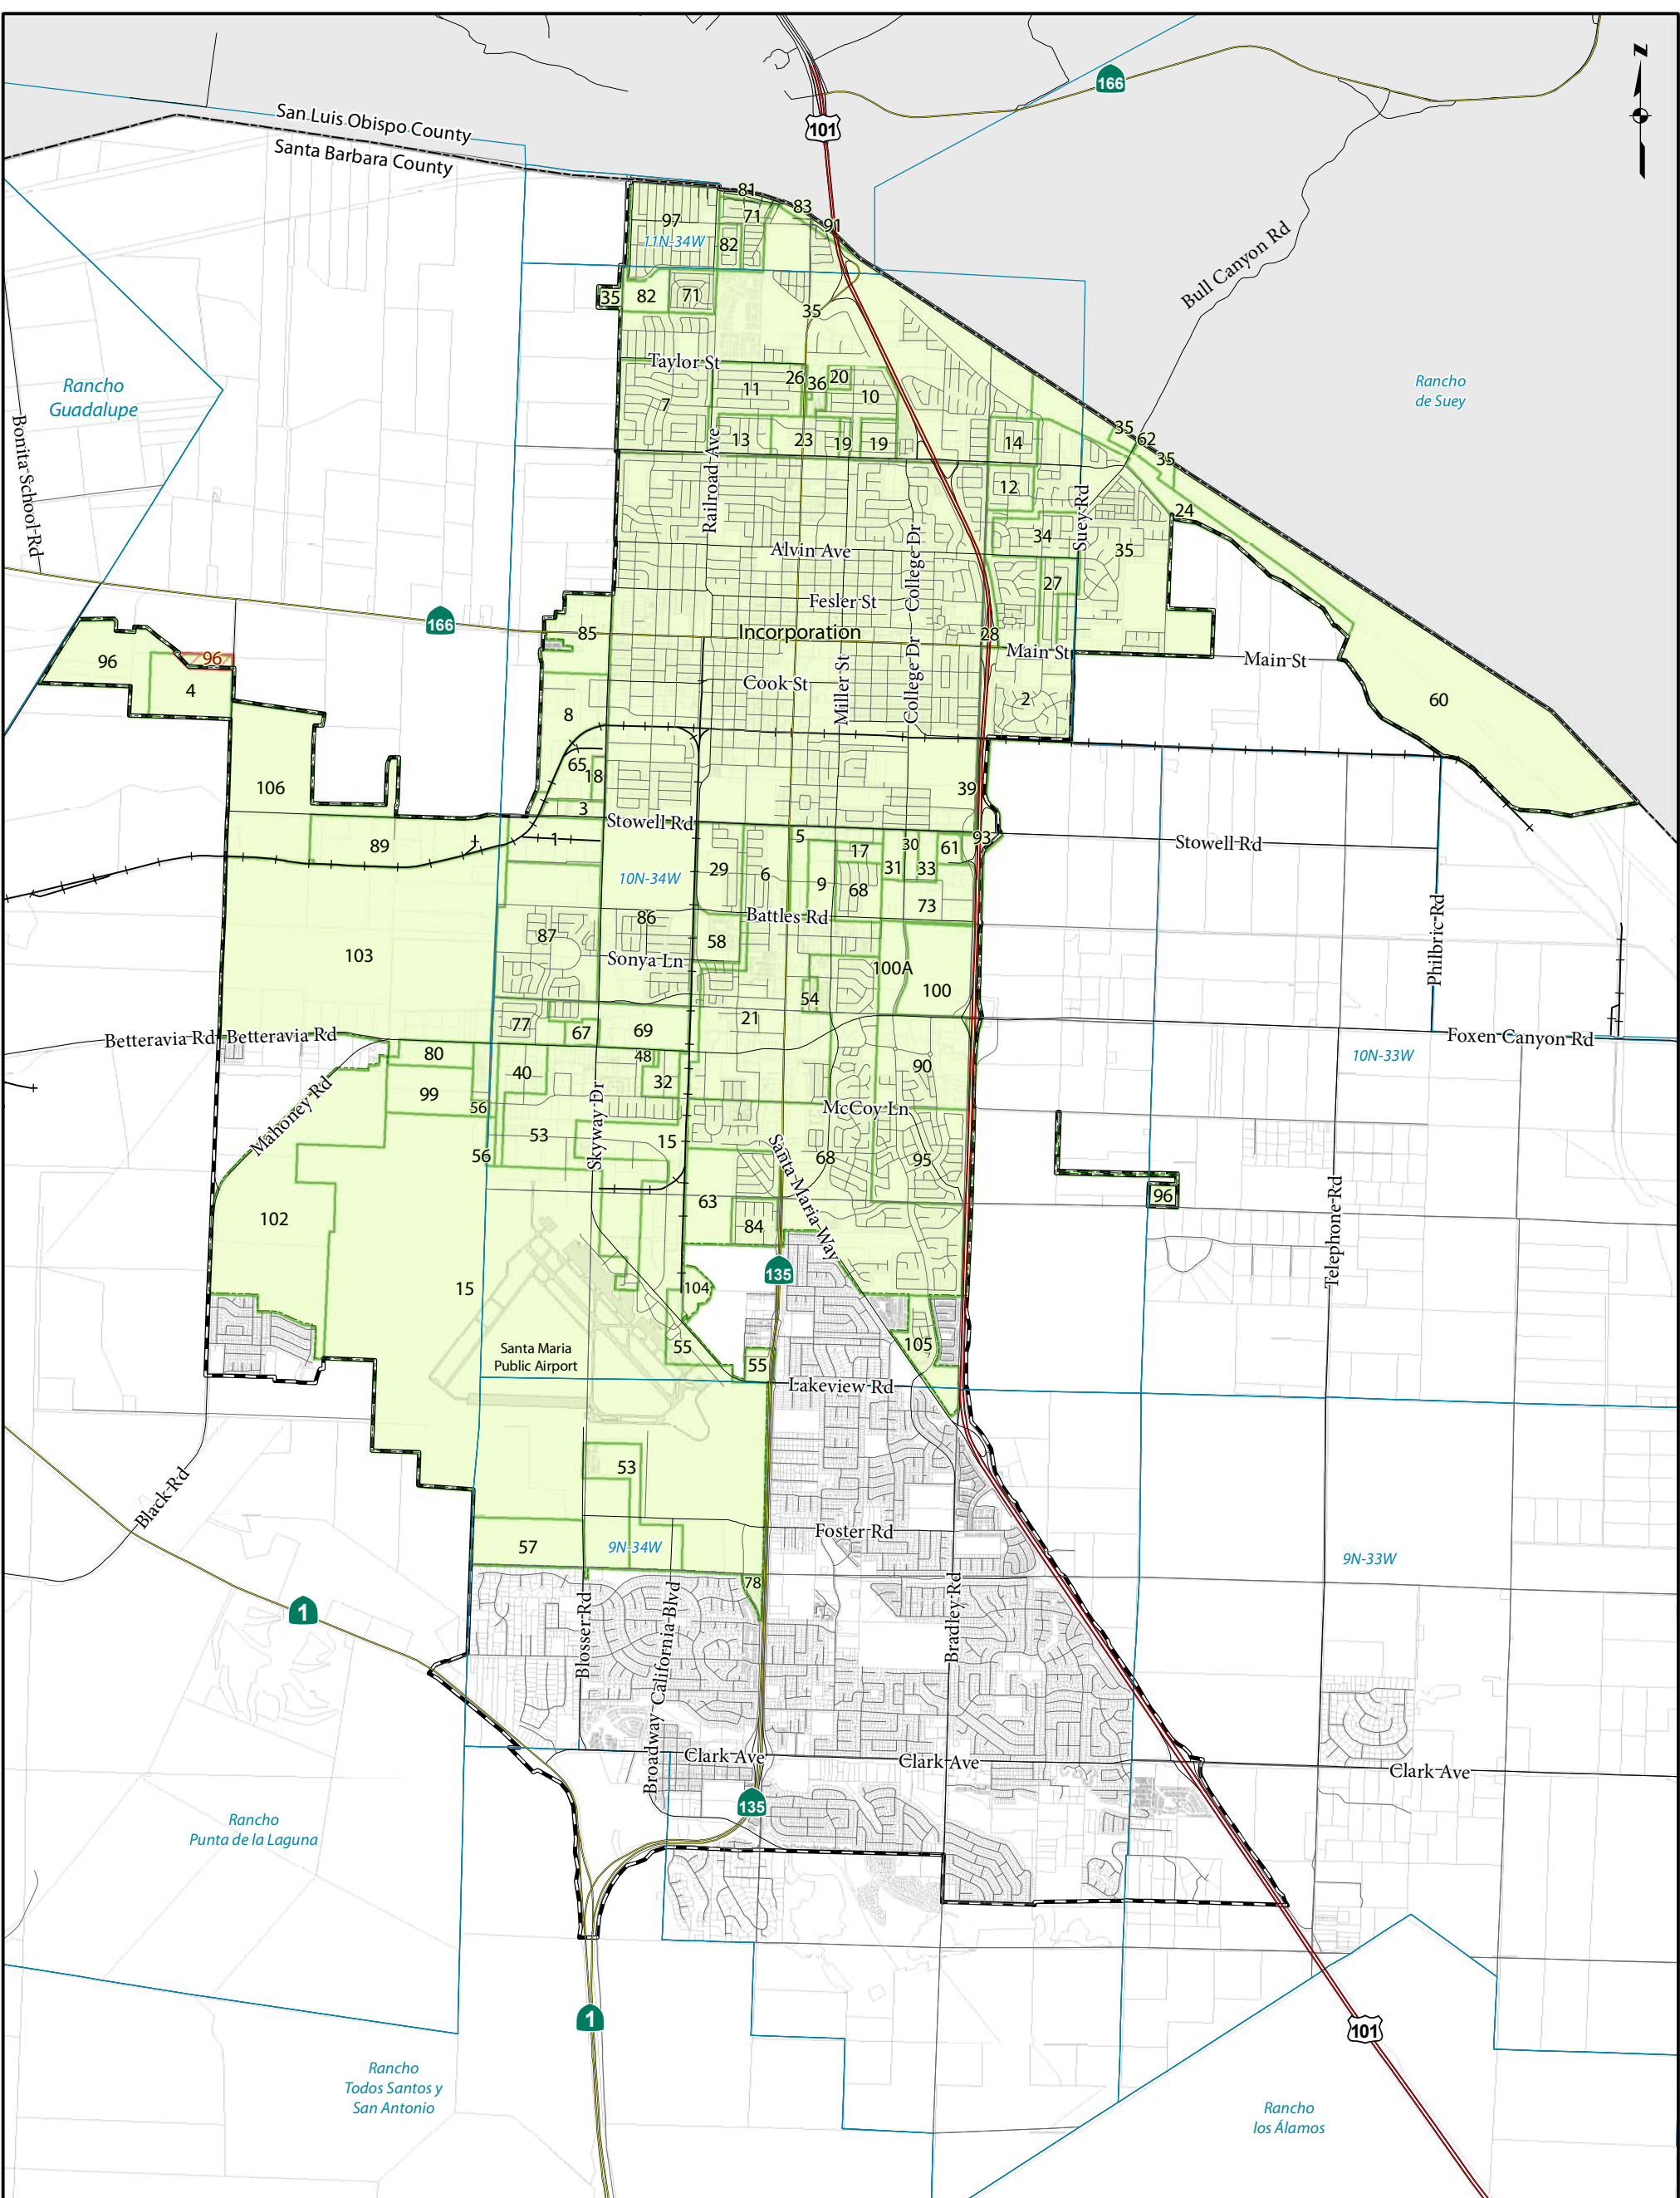 N
166
San Luis Obispo County
101
Santa Barbara County
81
83
71
97
91
11N-34W
82
Bull Canyon Rd
35
82
71
35
Taylor St
Rancho
Guadalupe
Rancho
de Suey
26
20
36
11
10
7
Bonita School Rd
35
62
13
23
19
19
14
35
Railroad Ave
12
Suey Rd
24
34
35
Alvin Ave
College Dr
27
Fesler St
166
85
Incorporation
28
Main St
Main St
96
96
4
College Dr
Miller St
Cook St
2
60
8
65
18
106
39
3
Stowell Rd
5
93
Stowell Rd
1
89
17
30
61
29
6
31
33
10N-34W
9
68
73
86
Battles Rd
Philbric Rd
87
58
103
Sonya Ln
100A
100
54
77
67
69
21
Betteravia Rd
Betteravia Rd
Foxen Canyon Rd
80
48
10N-33W
40
32
90
99
56
McCoy Ln
Mahoney Rd
Skyway Dr
53
15
56
68
95
Santa Maria Way
96
63
102
84
Telephone Rd
135
15
104
Santa Maria
Public Airport
55
105
55
Lakeview Rd
53
Black Rd
Foster Rd
57
9N-34W
9N-33W
78
1
Blosser Rd
Broadway
California Blvd
Bradley Rd
Clark Ave
Clark Ave
Clark Ave
135
Rancho
Punta de la Laguna
1
101
Rancho
Todos Santos y
San Antonio
Rancho
los Álamos